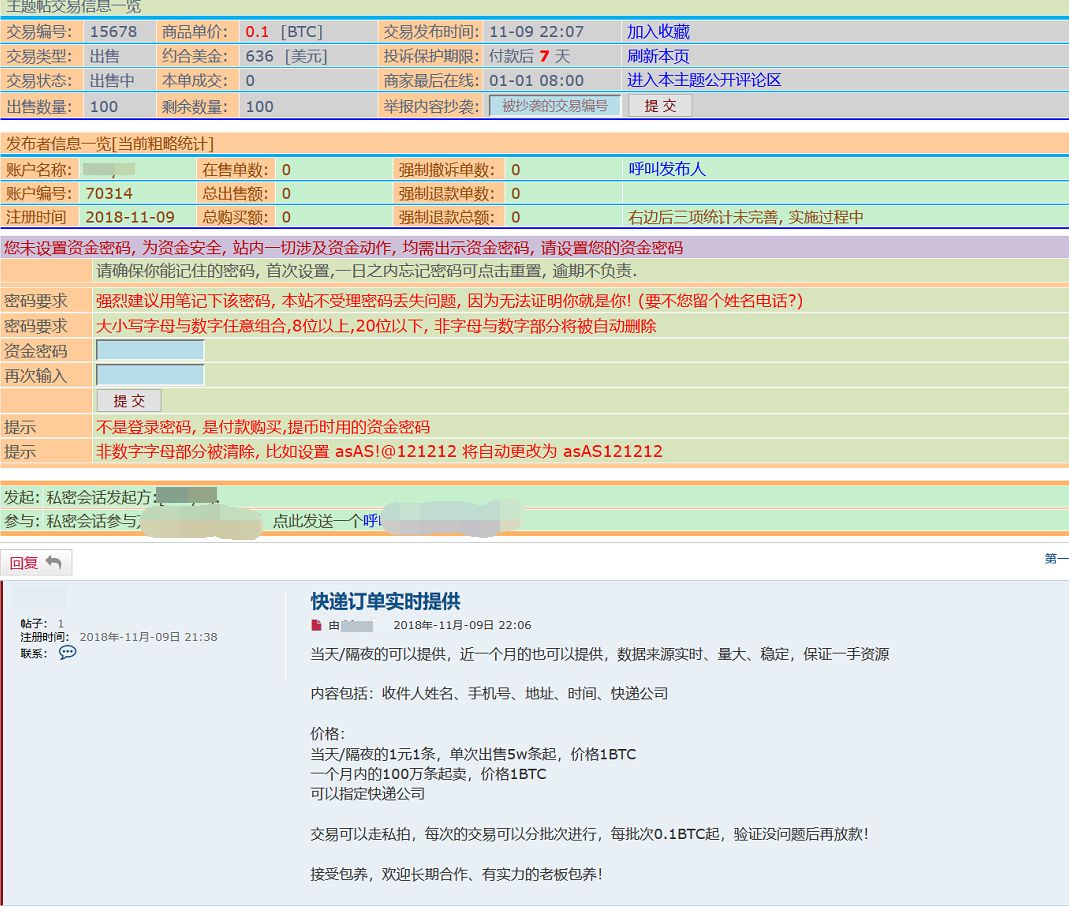 主题帖交易信息一览
交易编号: 15678 商品单价: 0.1 [BTC] 交易发布时间: 11-09 22:07 加入收藏
交易类型: 出售 约合美金: 636 [美元] 投诉保护期限: 付款后 7 天 刷新本页
交易状态: 出售中 本单成交: 0 商家最后在线: 01-01 08:00 进入本主题公开评论区
出售数量: 100 剩余数量: 100 举报内容抄袭: 被抄袭的交易编号 提 交
发布者信息一览[当前粗略统计]
账户名称: 在售单数: 0 强制撤诉单数: 0 呼叫发布人
账户编号: 70314 总出售额: 0 强制退款单数: 0
注册时间 2018-11-09 总购买额: 0 强制退款总额: 0 右边后三项统计未完善, 实施过程中
您未设置资金密码, 为资金安全, 站内一切涉及资金动作, 均需出示资金密码, 请设置您的资金密码
请确保你能记住的密码, 首次设置,一日之内忘记密码可点击重置, 逾期不负责.
密码要求 强烈建议用笔记下该密码, 本站不受理密码丢失问题, 因为无法证明你就是你! (要不您留个姓名电话?)
密码要求 大小写字母与数字任意组合,8位以上,20位以下, 非字母与数字部分将被自动删除
资金密码
再次输入
提 交
提示 不是登录密码, 是付款购买,提币时用的资金密码
提示 非数字字母部分被清除, 比如设置 asAS!@121212 将自动更改为 asAS121212
发起: 私密会话发起方:
参与: 私密会话参与 点此发送一个呼
回复
第一
快递订单实时提供
由 2018年-11月-09日 22:06
帖子: 1
注册时间: 2018年-11月-09日 21:38
联系:
当天/隔夜的可以提供，近一个月的也可以提供，数据来源实时、量大、稳定，保证一手资源
内容包括：收件人姓名、手机号、地址、时间、快递公司
价格：
当天/隔夜的1元1条，单次出售5w条起，价格1BTC
一个月内的100万条起卖，价格1BTC
可以指定快递公司
交易可以走私拍，每次的交易可以分批次进行，每批次0.1BTC起，验证没问题后再放款！
接受包养，欢迎长期合作、有实力的老板包养！